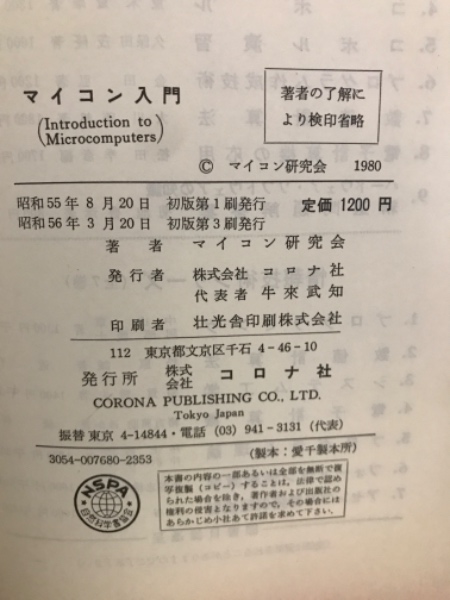 マイコン入門
(Introduction to Microcomputers)
著者の了解に
より検印省略
© マイコン研究会 1980
昭和55年 8月20日 初版第1刷発行 定価 1200 円
昭和56年 3月20日 初版第3刷発行
著者 マイコン研究会
発行者 株式会社 コロナ社
代表者 牛來武知
印刷者 壮光舎印刷株式会社
112 東京都文京区千石 4-46-10
発行所 株式会社 コロナ社
CORONA PUBLISHING CO., LTD.
Tokyo Japan
振替東京 4-14844・電話 (03) 941-3131 (代表)
3054-007680-2353 (製本:愛千製本所)
NSPA
自然科学書協会
本書の内容の一部あるいは全部を無断で複
写複製(コピー)することは,法律で認め
られた場合を除き,著作者および出版社の
権利の侵害となりますので,その場合には
あらかじめ小社あて許諾を求めて下さい。